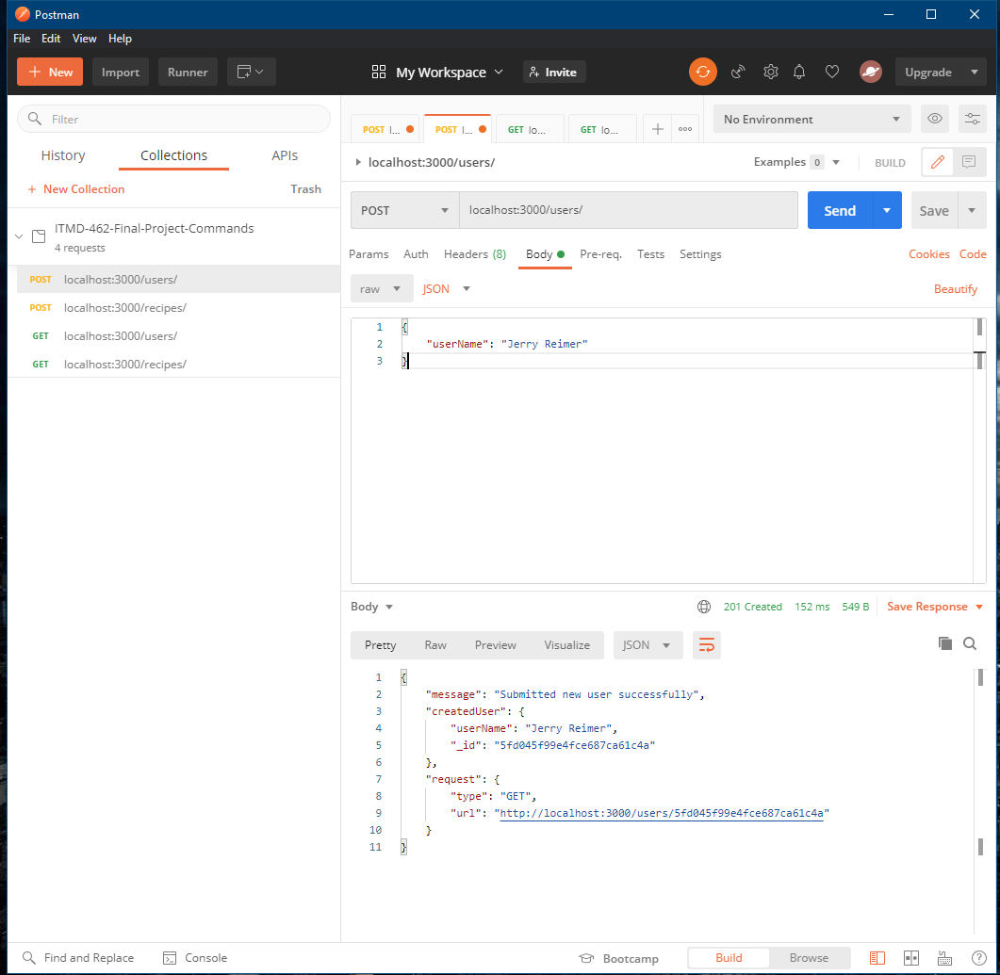 Postman
File Edit View Help
+ New Import Runner My Workspace Invite Upgrade
Filter
History Collections APIs
+ New Collection Trash
ITMD-462-Final-Project-Commands
4 requests
POST localhost:3000/users/
POST localhost:3000/recipes/
GET localhost:3000/users/
GET localhost:3000/recipes/
POST l... POST l... GET lo... GET lo... + ooo No Environment
localhost:3000/users/ Examples 0 BUILD
POST localhost:3000/users/ Send Save
Params Auth Headers (8) Body Pre-req. Tests Settings Cookies Code
raw JSON Beautify
1 {
2 "userName": "Jerry Reimer"
3 }
Body 201 Created 152 ms 549 B Save Response
Pretty Raw Preview Visualize JSON
1 {
2 "message": "Submitted new user successfully",
3 "createdUser": {
4 "userName": "Jerry Reimer",
5 "_id": "5fd045f99e4fce687ca61c4a"
6 },
7 "request": {
8 "type": "GET",
9 "url": "http://localhost:3000/users/5fd045f99e4fce687ca61c4a"
10 }
11 }
Find and Replace Console Bootcamp Build Browse ?